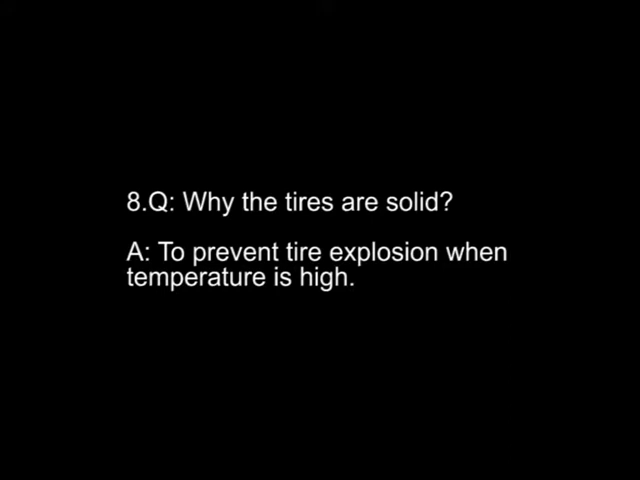 8.Q: Why the tires are solid?
A: To prevent tire explosion when
temperature is high.